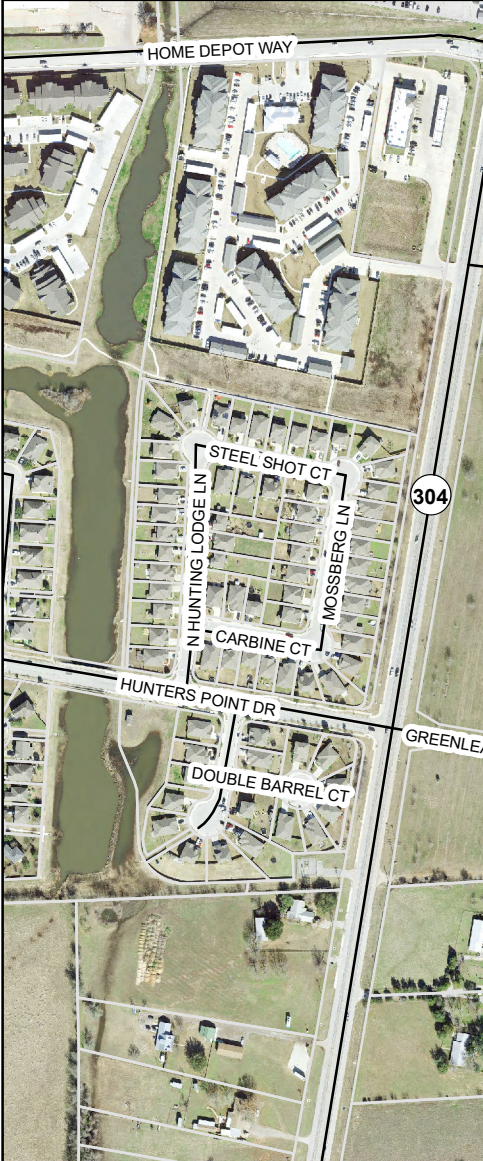 HOME DEPOT WAY
STEEL SHOT CT
304
N HUNTING LODGE LN
MOSSBERG LN
CARBINE CT
HUNTERS POINT DR
GREENLEA
DOUBLE BARREL CT